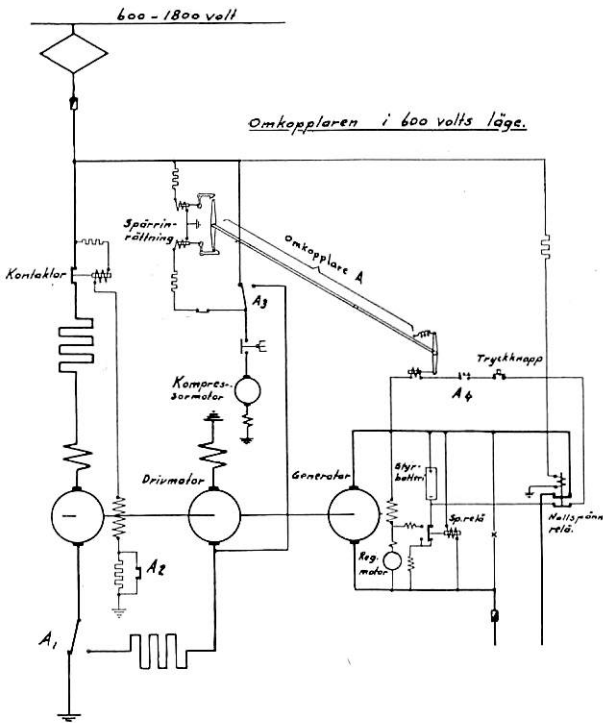 600-1800 volt
Omkopplaren i 600 volts läge.
Spärrin-
rättning
Omkopplare A
Kontaktor
A3
Tryckknapp
A4
Kompres-
sormotor
Drivmotor
Generator
Styr-
batteri
Sp.relä
Nollspänn.
relä.
Reg.
motor
A2
A1